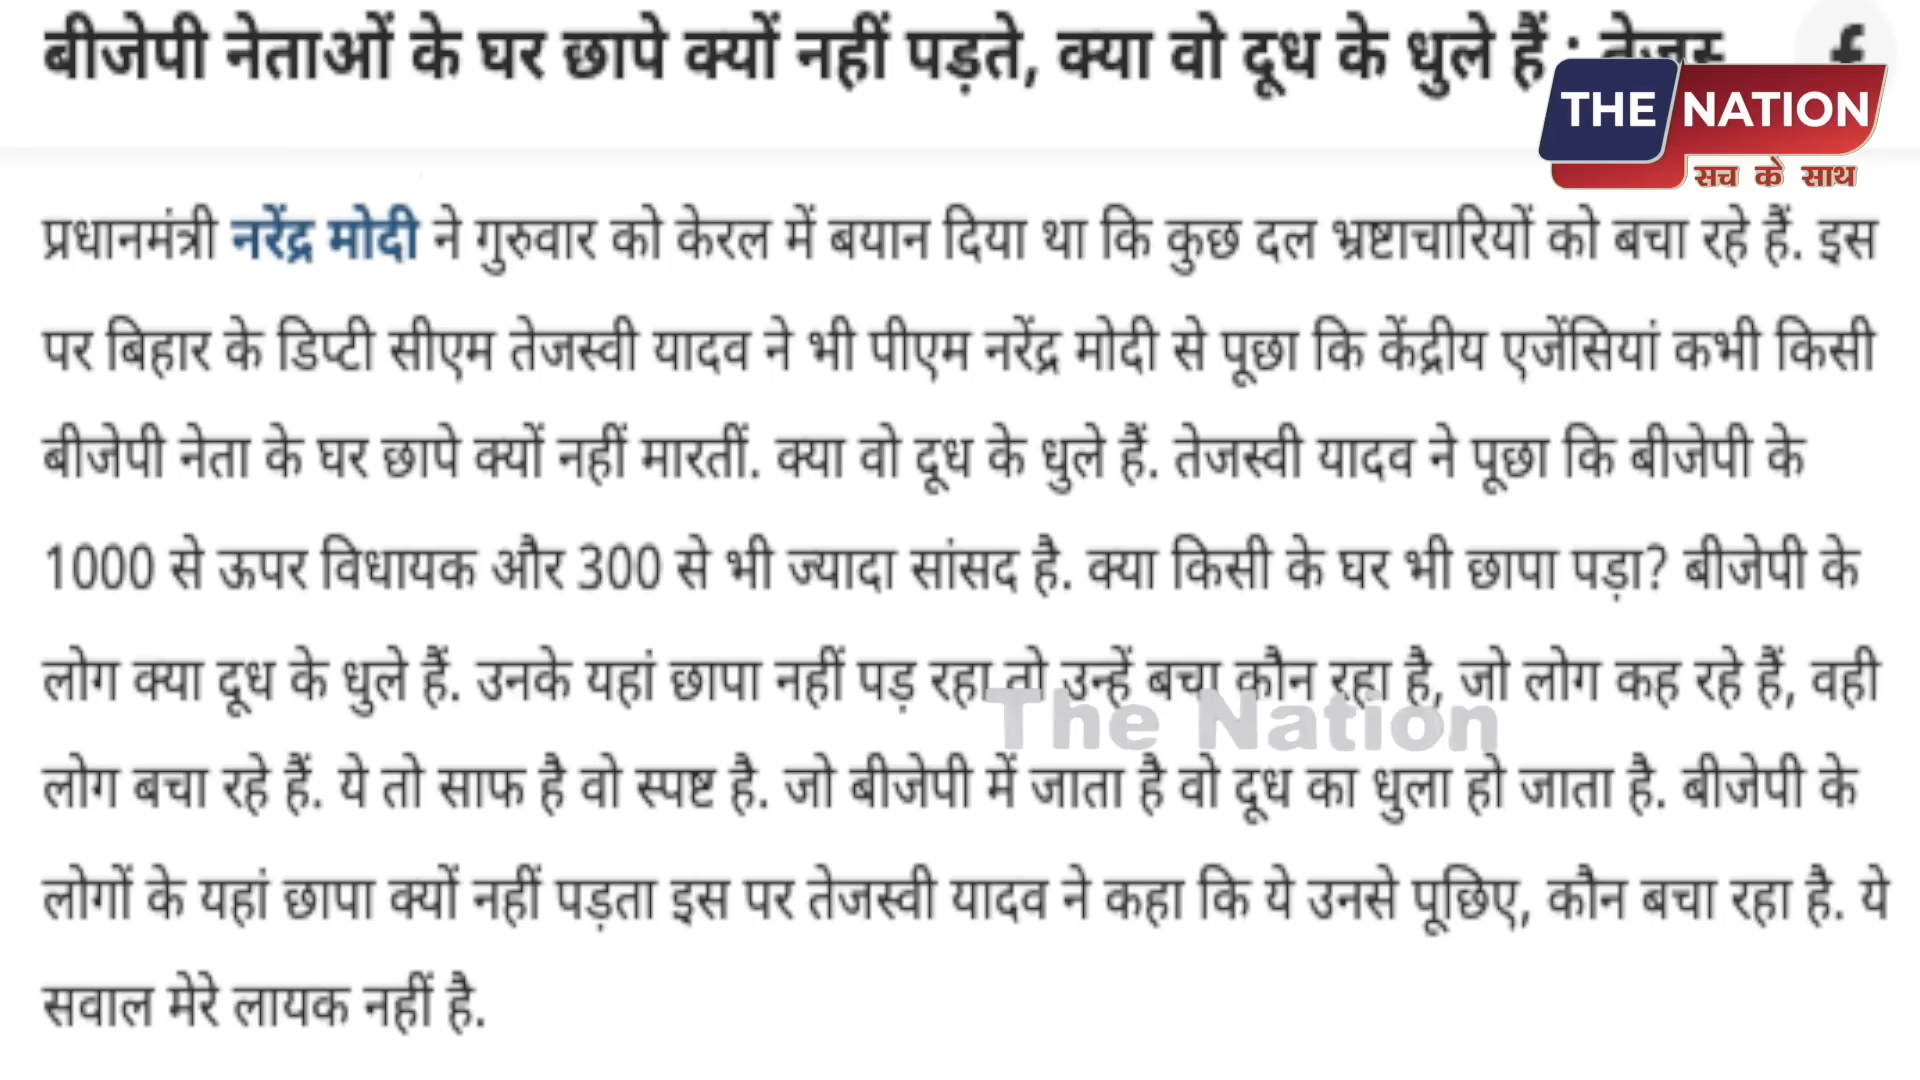 बीजेपी नेताओं के घर छापे क्यों नहीं पड़ते, क्या वो दूध के धुले हैं :
THE NATION
सच के साथ
प्रधानमंत्री नरेंद्र मोदी ने गुरुवार को केरल में बयान दिया था कि कुछ दल भ्रष्टाचारियों को बचा रहे हैं. इस
पर बिहार के डिप्टी सीएम तेजस्वी यादव ने भी पीएम नरेंद्र मोदी से पूछा कि केंद्रीय एजेंसियां कभी किसी
बीजेपी नेता के घर छापे क्यों नहीं मारतीं. क्या वो दूध के धुले हैं. तेजस्वी यादव ने पूछा कि बीजेपी के
1000 से ऊपर विधायक और 300 से भी ज्यादा सांसद है. क्या किसी के घर भी छापा पड़ा? बीजेपी के
लोग क्या दूध के धुले हैं. उनके यहां छापा नहीं पड़ रहा तो उन्हें बचा कौन रहा है, जो लोग कह रहे हैं, वही
The Nation
लोग बचा रहे हैं. ये तो साफ है वो स्पष्ट है. जो बीजेपी में जाता है वो दूध का धुला हो जाता है. बीजेपी के
लोगों के यहां छापा क्यों नहीं पड़ता इस पर तेजस्वी यादव ने कहा कि ये उनसे पूछिए, कौन बचा रहा है. ये
सवाल मेरे लायक नहीं है.